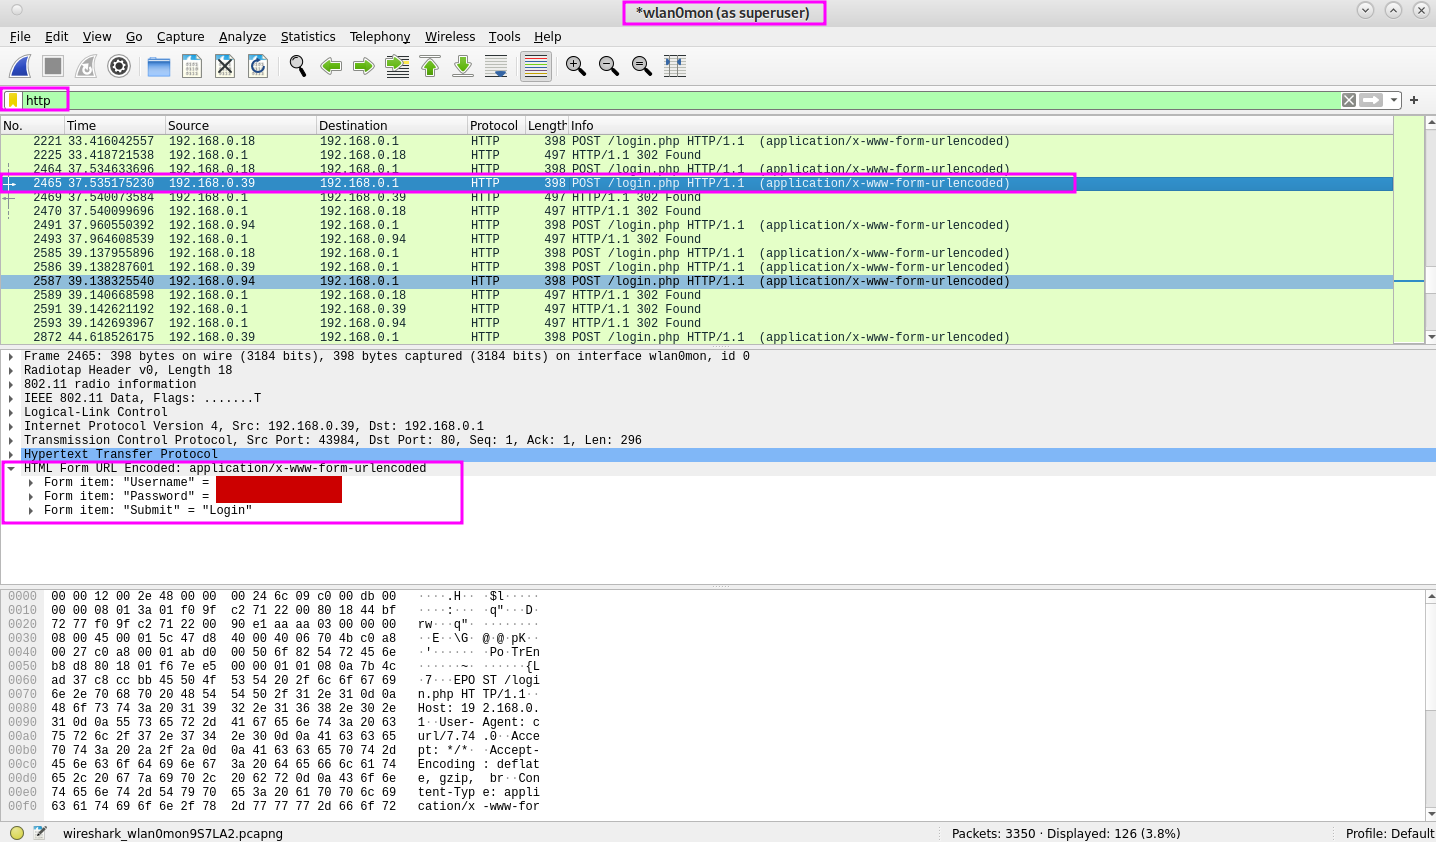 *wlan0mon (as superuser)
File Edit View Go Capture Analyze Statistics Telephony Wireless Tools Help
http
No. Time Source Destination Protocol Length Info
2221 33.416042557 192.168.0.18 192.168.0.1 HTTP 398 POST /login.php HTTP/1.1 (application/x-www-form-urlencoded)
2225 33.418721538 192.168.0.1 192.168.0.18 HTTP 497 HTTP/1.1 302 Found
2464 37.534633696 192.168.0.18 192.168.0.1 HTTP 398 POST /login.php HTTP/1.1 (application/x-www-form-urlencoded)
2465 37.535175230 192.168.0.39 192.168.0.1 HTTP 398 POST /login.php HTTP/1.1 (application/x-www-form-urlencoded)
2469 37.540073584 192.168.0.1 192.168.0.39 HTTP 497 HTTP/1.1 302 Found
2470 37.540099696 192.168.0.1 192.168.0.18 HTTP 497 HTTP/1.1 302 Found
2491 37.960550392 192.168.0.94 192.168.0.1 HTTP 398 POST /login.php HTTP/1.1 (application/x-www-form-urlencoded)
2493 37.964608539 192.168.0.1 192.168.0.94 HTTP 497 HTTP/1.1 302 Found
2585 39.137955896 192.168.0.18 192.168.0.1 HTTP 398 POST /login.php HTTP/1.1 (application/x-www-form-urlencoded)
2586 39.138287601 192.168.0.39 192.168.0.1 HTTP 398 POST /login.php HTTP/1.1 (application/x-www-form-urlencoded)
2587 39.138325540 192.168.0.94 192.168.0.1 HTTP 398 POST /login.php HTTP/1.1 (application/x-www-form-urlencoded)
2589 39.140668598 192.168.0.1 192.168.0.18 HTTP 497 HTTP/1.1 302 Found
2591 39.142621192 192.168.0.1 192.168.0.39 HTTP 497 HTTP/1.1 302 Found
2593 39.142693967 192.168.0.1 192.168.0.94 HTTP 497 HTTP/1.1 302 Found
2872 44.618526175 192.168.0.39 192.168.0.1 HTTP 398 POST /login.php HTTP/1.1 (application/x-www-form-urlencoded)
Frame 2465: 398 bytes on wire (3184 bits), 398 bytes captured (3184 bits) on interface wlan0mon, id 0
Radiotap Header v0, Length 18
802.11 radio information
IEEE 802.11 Data, Flags: .......T
Logical-Link Control
Internet Protocol Version 4, Src: 192.168.0.39, Dst: 192.168.0.1
Transmission Control Protocol, Src Port: 43984, Dst Port: 80, Seq: 1, Ack: 1, Len: 296
Hypertext Transfer Protocol
HTML Form URL Encoded: application/x-www-form-urlencoded
Form item: "Username" =
Form item: "Password" =
Form item: "Submit" = "Login"
0000 00 00 12 00 2e 48 00 00 00 24 6c 09 c0 00 db 00 ····.H·· ·$l·····
0010 00 00 08 01 3a 01 f0 9f c2 71 22 00 80 18 44 bf ····:··· ·q"···D·
0020 72 77 f0 9f c2 71 22 00 90 e1 aa aa 03 00 00 00 rw···q"· ········
0030 08 00 45 00 01 5c 47 d8 40 00 40 06 70 4b c0 a8 ··E··\G· @·@·pK··
0040 00 27 c0 a8 00 01 ab d0 00 50 6f 82 54 72 45 6e ·'······ ·Po·TrEn
0050 b8 d8 80 18 01 f6 7e e5 00 00 01 01 08 0a 7b 4c ······~· ······{L
0060 ad 37 c8 cc bb 45 50 4f 53 54 20 2f 6c 6f 67 69 ·7···EPO ST /logi
0070 6e 2e 70 68 70 20 48 54 54 50 2f 31 2e 31 0d 0a n.php HT TP/1.1··
0080 48 6f 73 74 3a 20 31 39 32 2e 31 36 38 2e 30 2e Host: 19 2.168.0.
0090 31 0d 0a 55 73 65 72 2d 41 67 65 6e 74 3a 20 63 1··User- Agent: c
00a0 75 72 6c 2f 37 2e 37 34 2e 30 0d 0a 41 63 63 65 url/7.74 .0··Acce
00b0 70 74 3a 20 2a 2f 2a 0d 0a 41 63 63 65 70 74 2d pt: */*· ·Accept-
00c0 45 6e 63 6f 64 69 6e 67 3a 20 64 65 66 6c 61 74 Encoding : deflat
00d0 65 2c 20 67 7a 69 70 2c 20 62 72 0d 0a 43 6f 6e e, gzip, br··Con
00e0 74 65 6e 74 2d 54 79 70 65 3a 20 61 70 70 6c 69 tent-Typ e: appli
00f0 63 61 74 69 6f 6e 2f 78 2d 77 77 77 2d 66 6f 72 cation/x -www-for
wireshark_wlan0mon9S7LA2.pcapng Packets: 3350 · Displayed: 126 (3.8%) Profile: Default